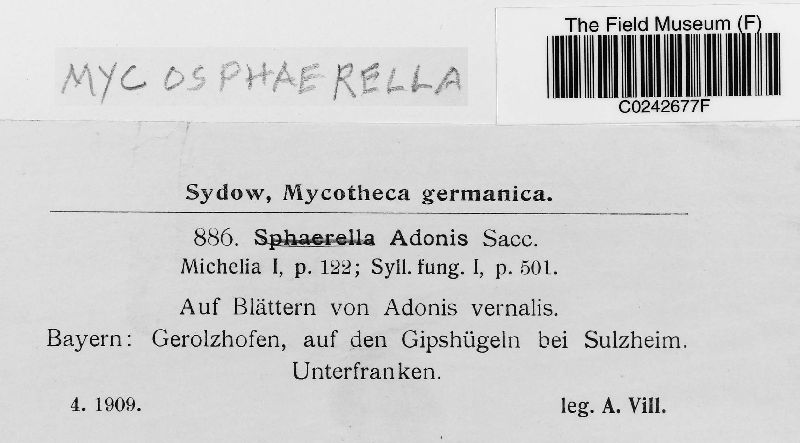 The Field Museum (F)
C0242677F
MYCOSPHAERELLA
Sydow, Mycotheca germanica.
886. Sphaerella Adonis Sacc.
Michelia I, p. 122; Syll. fung. I, p. 501.
Auf Blättern von Adonis vernalis.
Bayern: Gerolzhofen, auf den Gipshügeln bei Sulzheim.
Unterfranken.
4. 1909. leg. A. Vill.